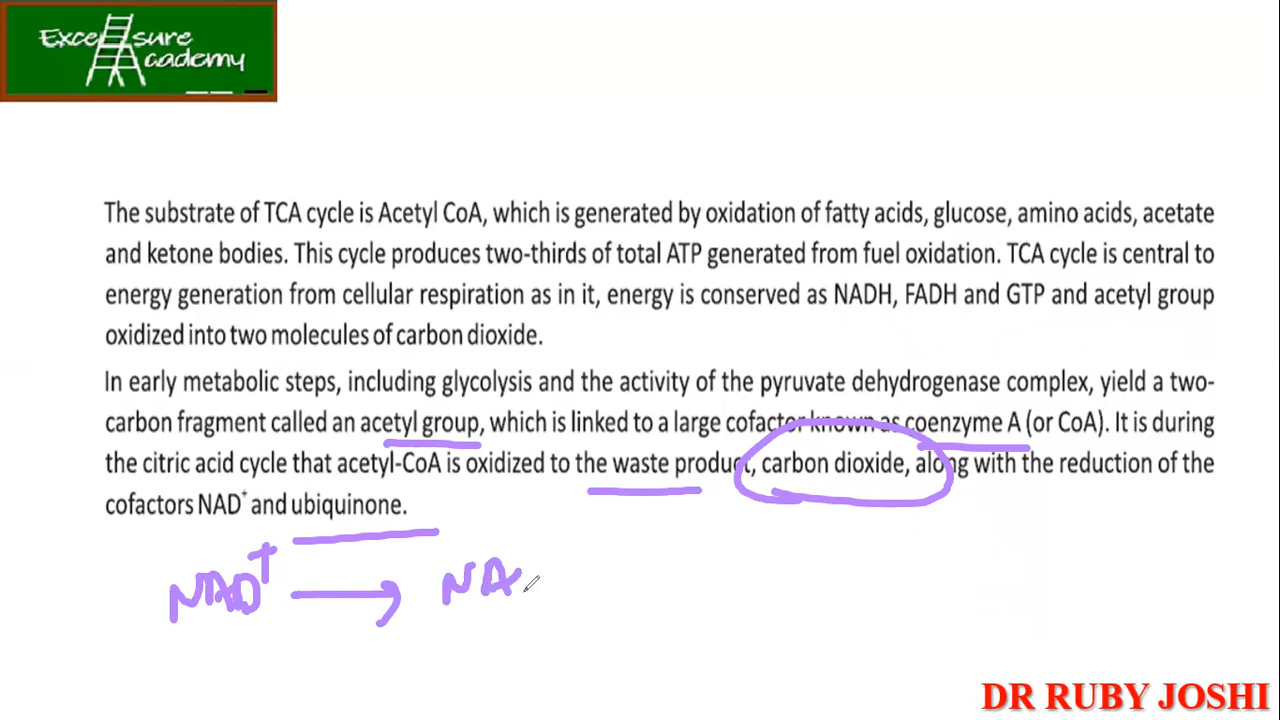 Excel sure
Academy
The substrate of TCA cycle is Acetyl CoA, which is generated by oxidation of fatty acids, glucose, amino acids, acetate
and ketone bodies. This cycle produces two-thirds of total ATP generated from fuel oxidation. TCA cycle is central to
energy generation from cellular respiration as in it, energy is conserved as NADH, FADH and GTP and acetyl group
oxidized into two molecules of carbon dioxide.
In early metabolic steps, including glycolysis and the activity of the pyruvate dehydrogenase complex, yield a two-
carbon fragment called an acetyl group, which is linked to a large cofactor known as coenzyme A (or CoA). It is during
the citric acid cycle that acetyl-CoA is oxidized to the waste product, carbon dioxide, along with the reduction of the
cofactors NAD⁺ and ubiquinone.
NAD⁺ → NA
DR RUBY JOSHI